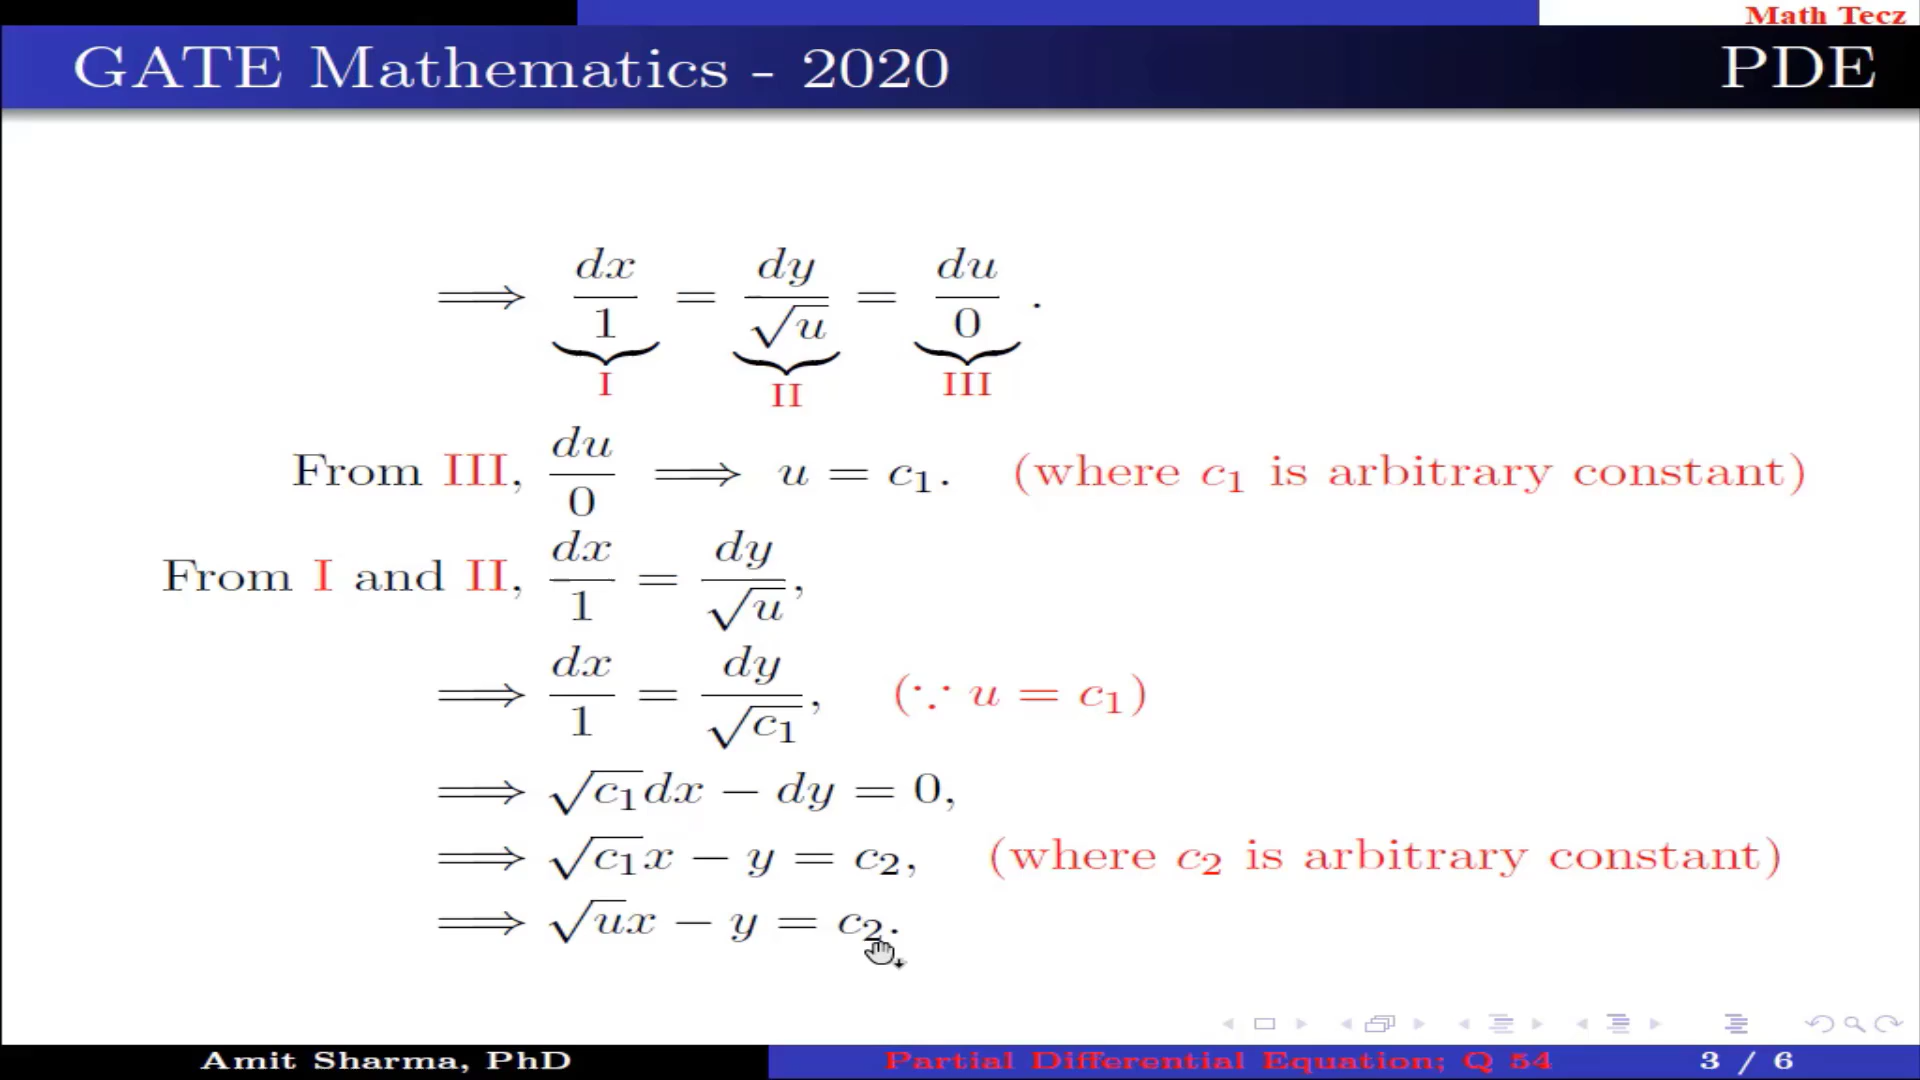 Math Tecz
GATE Mathematics - 2020 PDE
⟹ dx/1 = dy/√u = du/0 .
I II III
From III, du/0 ⟹ u = c₁. (where c₁ is arbitrary constant)
From I and II, dx/1 = dy/√u,
⟹ dx/1 = dy/√c₁, (∵ u = c₁)
⟹ √c₁dx − dy = 0,
⟹ √c₁x − y = c₂, (where c₂ is arbitrary constant)
⟹ √ux − y = c₂.
Amit Sharma, PhD Partial Differential Equation; Q 54 3 / 6